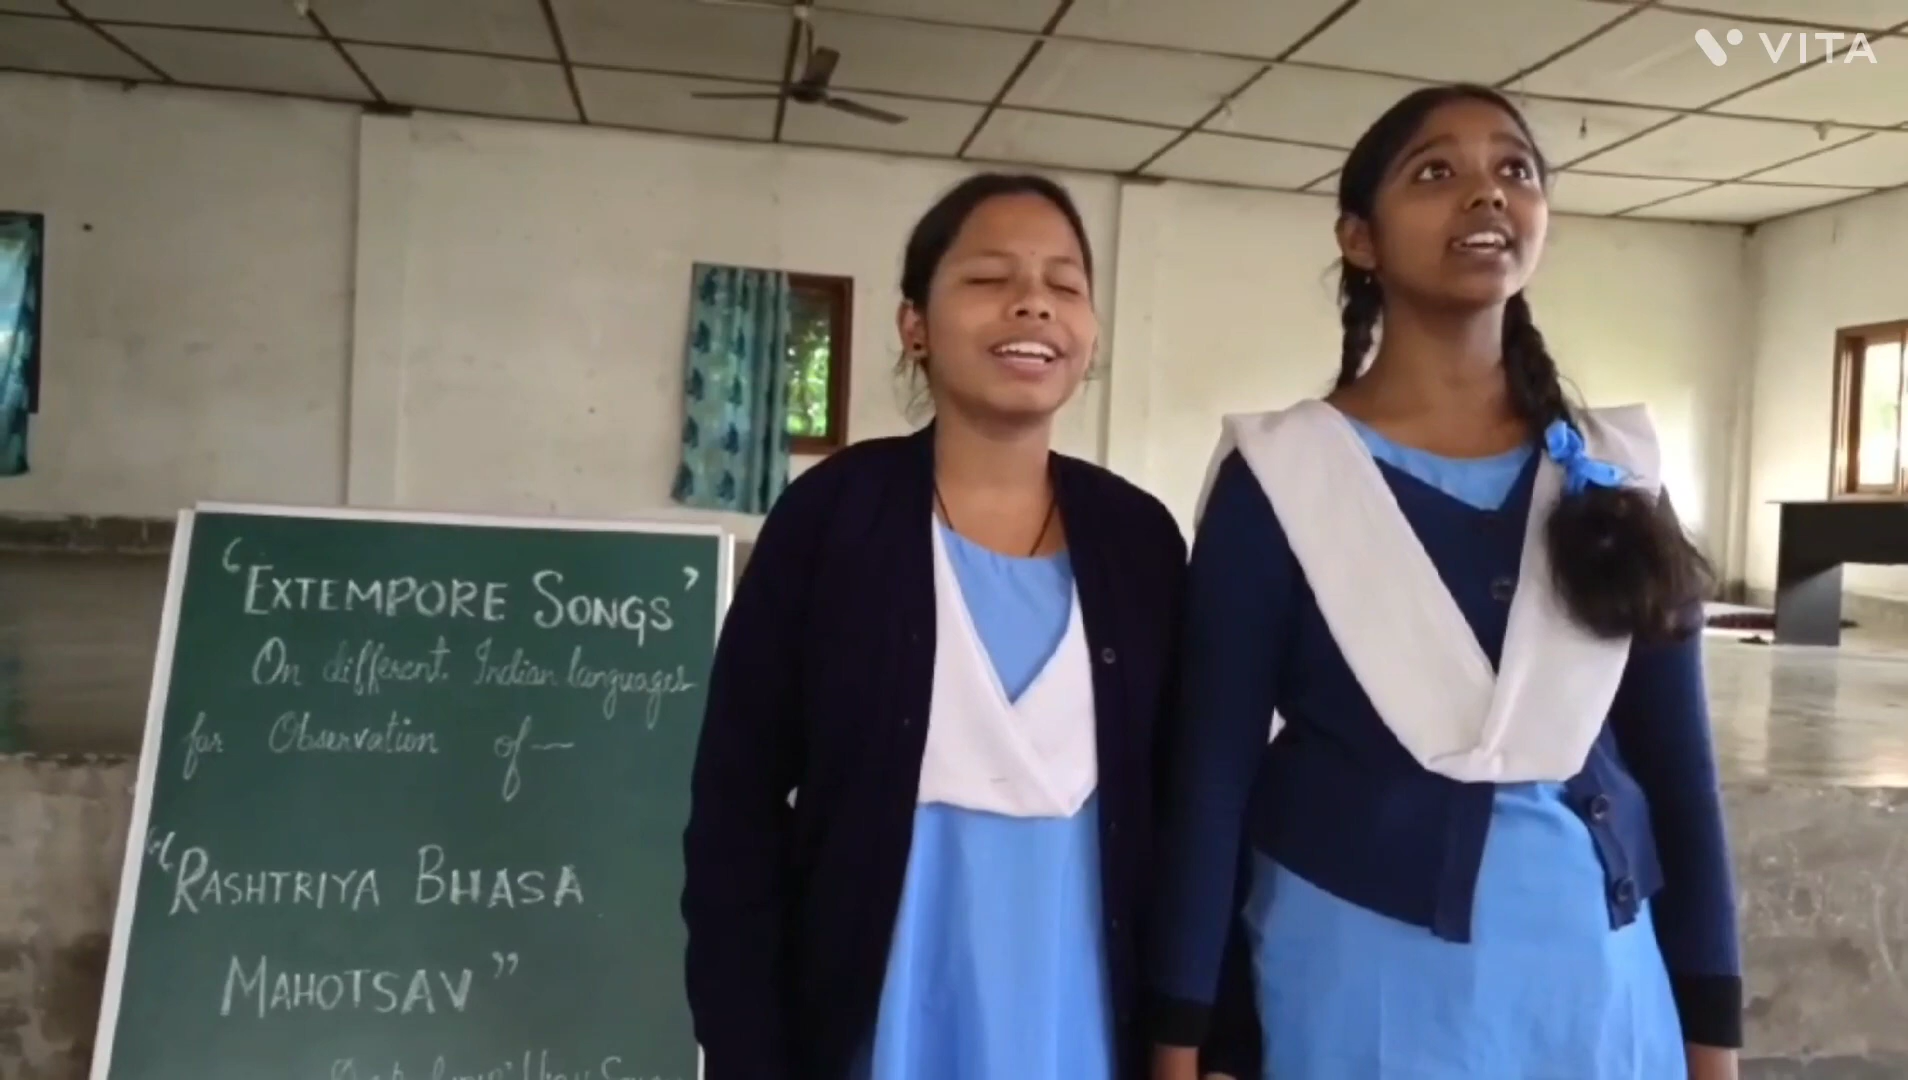 VITA
‘EXTEMPORE SONGS’
On different Indian languages
for Observation of —
“RASHTRIYA BHASA
MAHOTSAV”